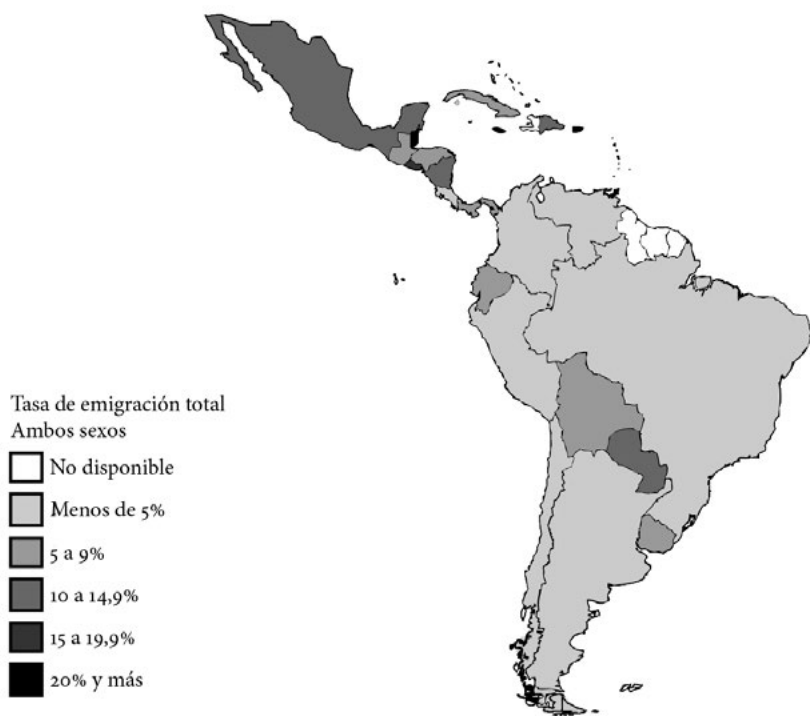 Tasa de emigración total
Ambos sexos
No disponible
Menos de 5%
5 a 9%
10 a 14,9%
15 a 19,9%
20% y más